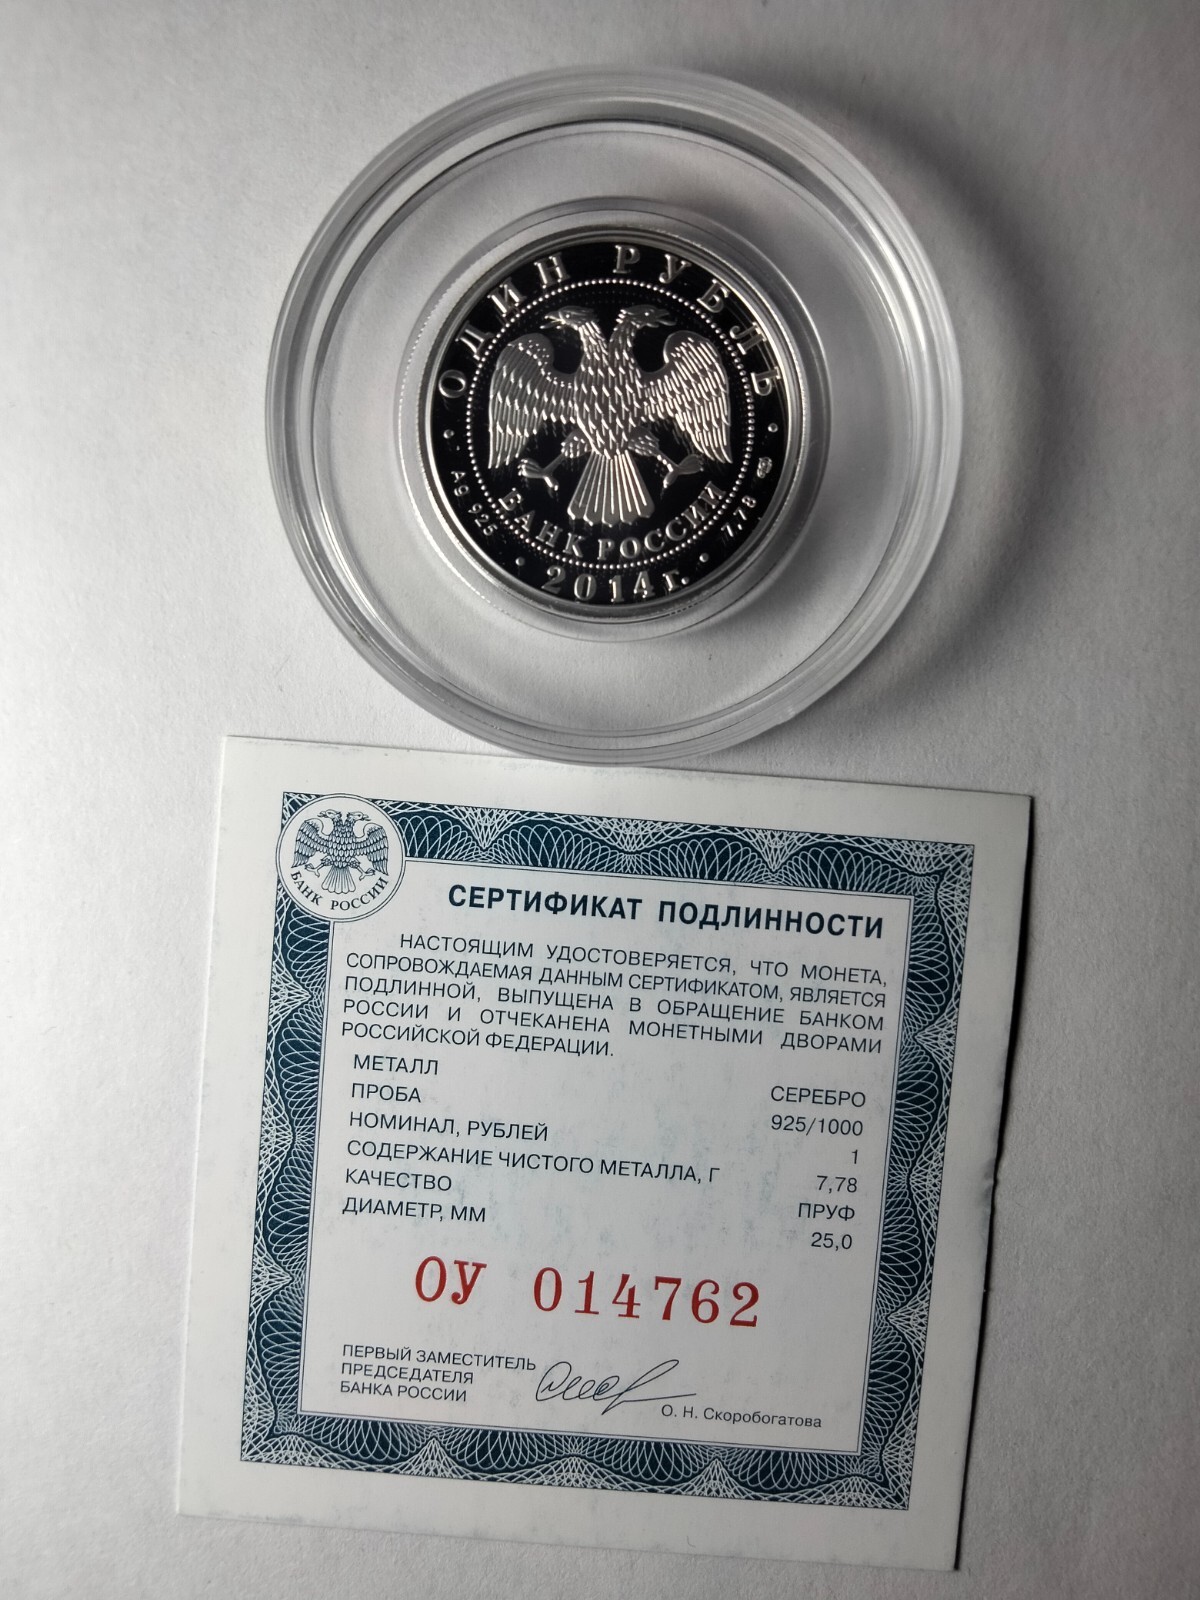 ОДИН РУБЛЬ
Ag 925
7,78
БАНК РОССИИ
2014 г.
БАНК РОССИИ
СЕРТИФИКАТ ПОДЛИННОСТИ
НАСТОЯЩИМ УДОСТОВЕРЯЕТСЯ, ЧТО МОНЕТА,
СОПРОВОЖДАЕМАЯ ДАННЫМ СЕРТИФИКАТОМ, ЯВЛЯЕТСЯ
ПОДЛИННОЙ, ВЫПУЩЕНА В ОБРАЩЕНИЕ БАНКОМ
РОССИИ И ОТЧЕКАНЕНА МОНЕТНЫМИ ДВОРАМИ
РОССИЙСКОЙ ФЕДЕРАЦИИ.
МЕТАЛЛ СЕРЕБРО
ПРОБА 925/1000
НОМИНАЛ, РУБЛЕЙ 1
СОДЕРЖАНИЕ ЧИСТОГО МЕТАЛЛА, Г 7,78
КАЧЕСТВО ПРУФ
ДИАМЕТР, ММ 25,0
ОУ 014762
ПЕРВЫЙ ЗАМЕСТИТЕЛЬ
ПРЕДСЕДАТЕЛЯ
БАНКА РОССИИ
О. Н. Скоробогатова